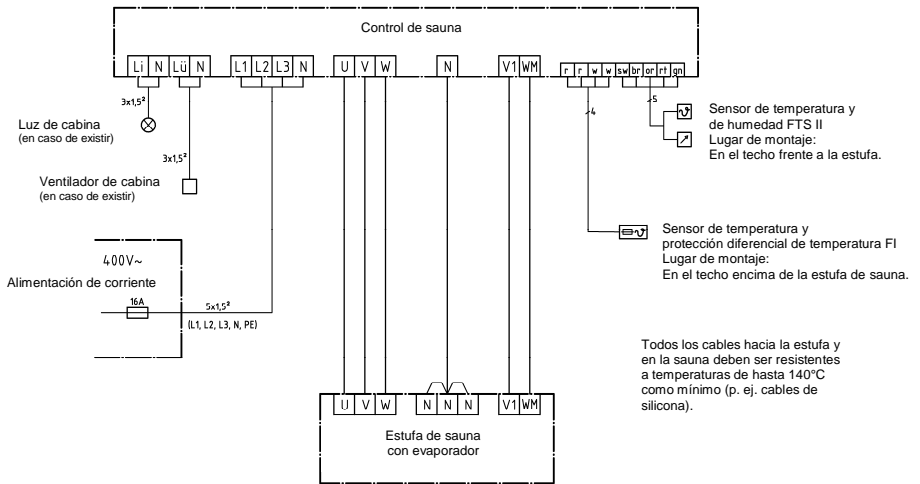 Control de sauna
Li N Lü N L1 L2 L3 N U V W N V1 WM r r w w sw br or rt gn
3x1,5²
4
5
Luz de cabina
(en caso de existir)
Sensor de temperatura y
de humedad FTS II
Lugar de montaje:
En el techo frente a la estufa.
3x1,5²
Ventilador de cabina
(en caso de existir)
Sensor de temperatura y
protección diferencial de temperatura FI
Lugar de montaje:
En el techo encima de la estufa de sauna.
400V~
Alimentación de corriente
16A
5x1,5²
(L1, L2, L3, N, PE)
Todos los cables hacia la estufa y
en la sauna deben ser resistentes
a temperaturas de hasta 140°C
como mínimo (p. ej. cables de
silicona).
U V W N N N V1 WM
Estufa de sauna
con evaporador